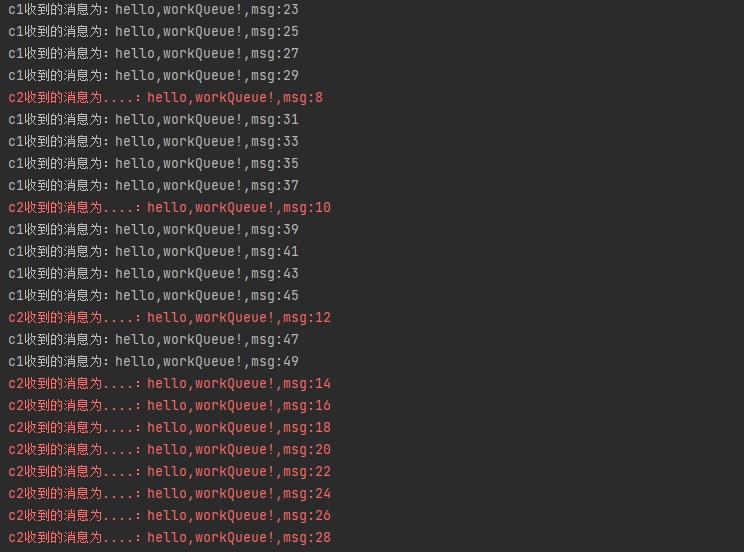 c1收到的消息为：hello,workQueue!,msg:23
c1收到的消息为：hello,workQueue!,msg:25
c1收到的消息为：hello,workQueue!,msg:27
c1收到的消息为：hello,workQueue!,msg:29
c2收到的消息为....：hello,workQueue!,msg:8
c1收到的消息为：hello,workQueue!,msg:31
c1收到的消息为：hello,workQueue!,msg:33
c1收到的消息为：hello,workQueue!,msg:35
c1收到的消息为：hello,workQueue!,msg:37
c2收到的消息为....：hello,workQueue!,msg:10
c1收到的消息为：hello,workQueue!,msg:39
c1收到的消息为：hello,workQueue!,msg:41
c1收到的消息为：hello,workQueue!,msg:43
c1收到的消息为：hello,workQueue!,msg:45
c2收到的消息为....：hello,workQueue!,msg:12
c1收到的消息为：hello,workQueue!,msg:47
c1收到的消息为：hello,workQueue!,msg:49
c2收到的消息为....：hello,workQueue!,msg:14
c2收到的消息为....：hello,workQueue!,msg:16
c2收到的消息为....：hello,workQueue!,msg:18
c2收到的消息为....：hello,workQueue!,msg:20
c2收到的消息为....：hello,workQueue!,msg:22
c2收到的消息为....：hello,workQueue!,msg:24
c2收到的消息为....：hello,workQueue!,msg:26
c2收到的消息为....：hello,workQueue!,msg:28